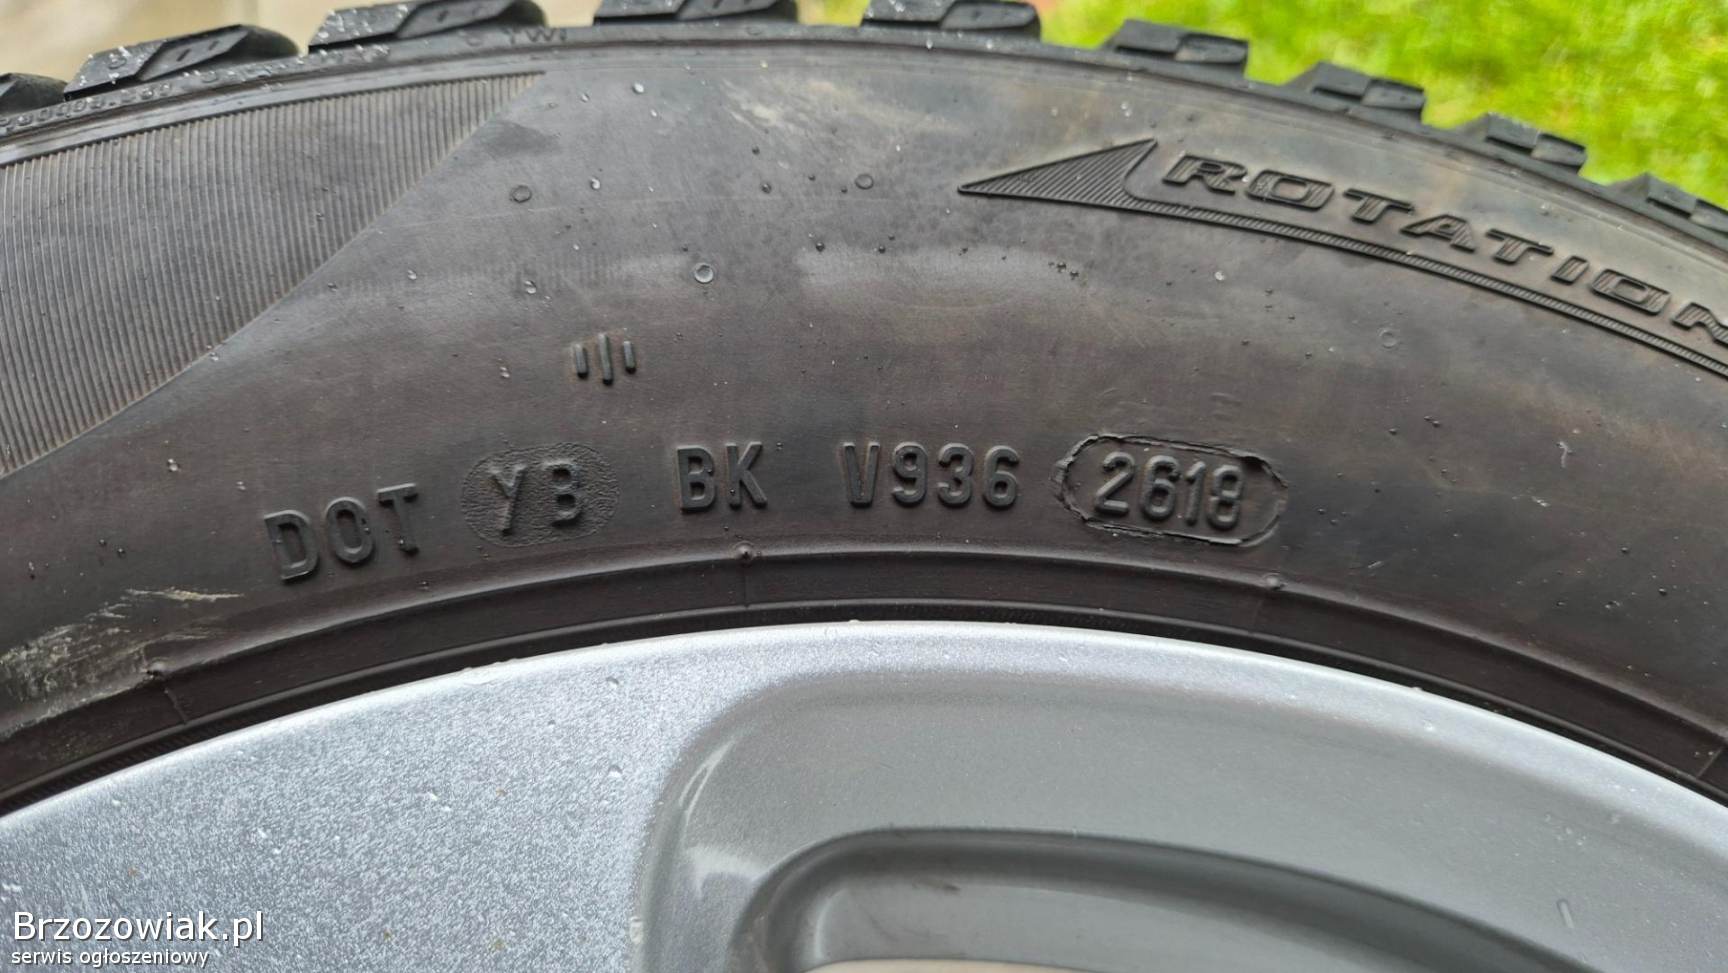 ROTATION
DOT YB BK V936 2618
Brzozowiak.pl
serwis ogłoszeniowy